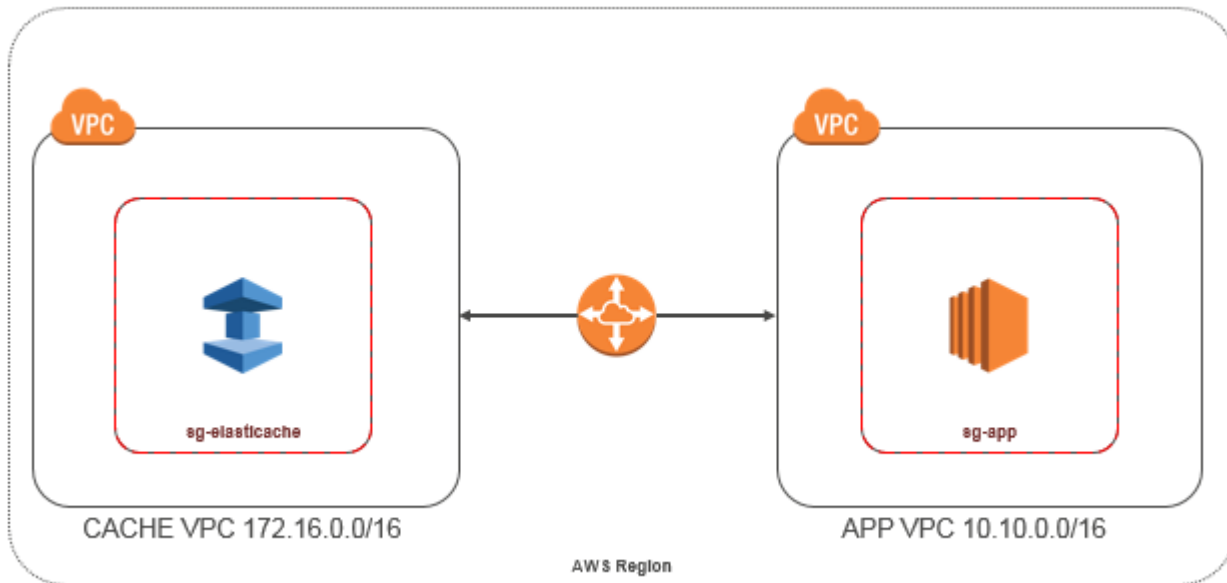 VPC
VPC
sg-elasticache
sg-app
CACHE VPC 172.16.0.0/16
APP VPC 10.10.0.0/16
AWS Region